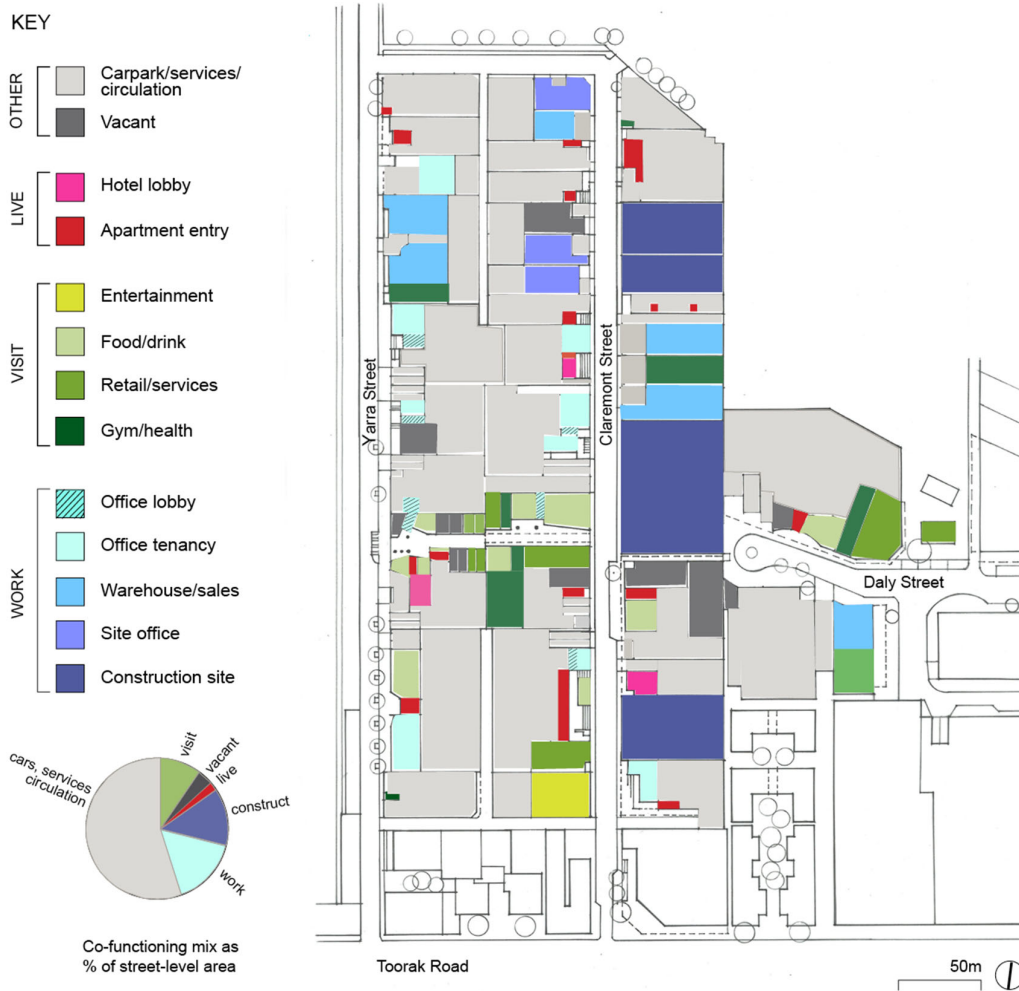 KEY
OTHER
Carpark/services/
circulation
Vacant
LIVE
Hotel lobby
Apartment entry
VISIT
Entertainment
Food/drink
Retail/services
Gym/health
WORK
Office lobby
Office tenancy
Warehouse/sales
Site office
Construction site
cars, services
circulation
visit
vacant
live
construct
work
Co-functioning mix as
% of street-level area
Yarra Street
Claremont Street
Daly Street
Toorak Road
50m